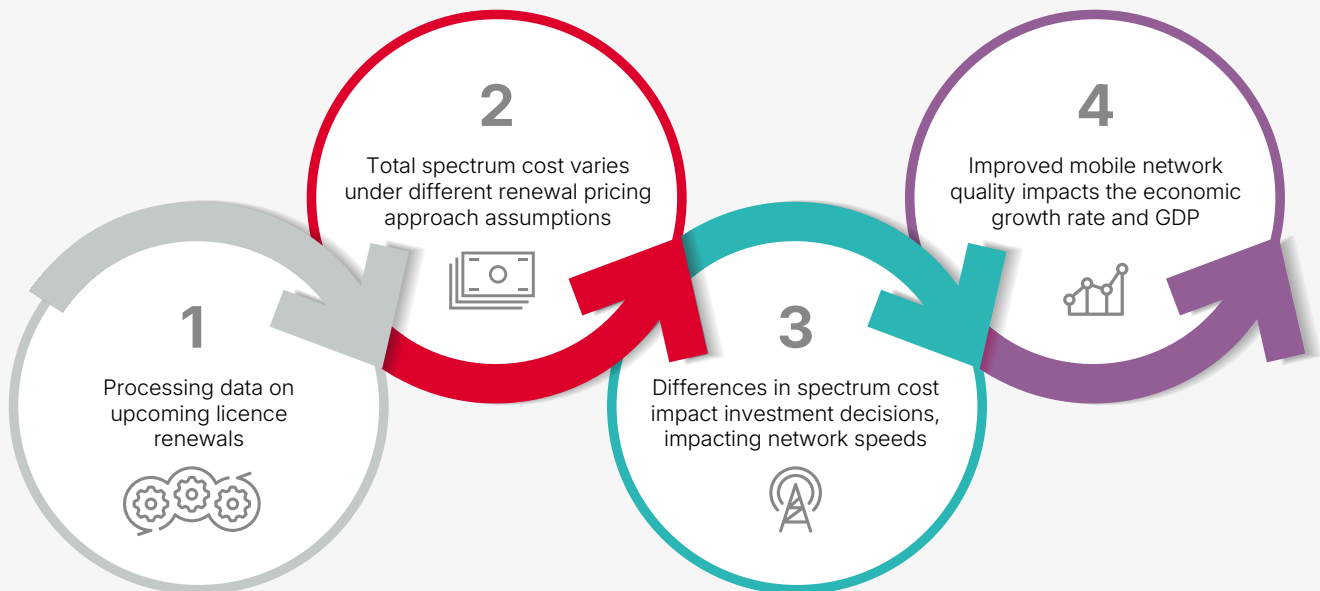 1
Processing data on
upcoming licence
renewals
2
Total spectrum cost varies
under different renewal pricing
approach assumptions
3
Differences in spectrum cost
impact investment decisions,
impacting network speeds
4
Improved mobile network
quality impacts the economic
growth rate and GDP